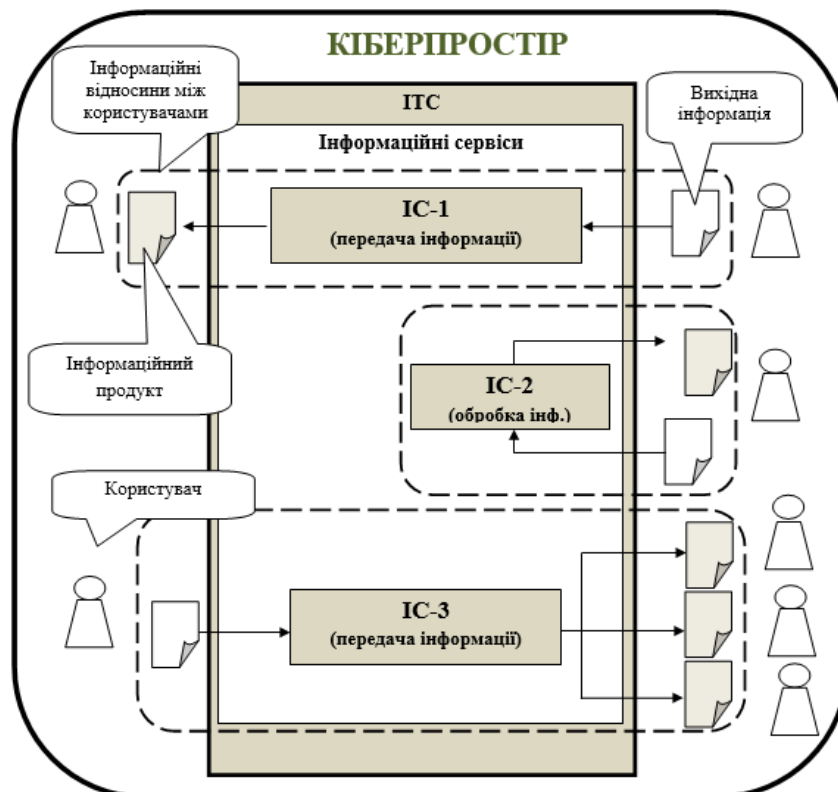 КІБЕРПРОСТІР
Інформаційні
відносини між
користувачами
ІТС
Вихідна
інформація
Інформаційні сервіси
ІС-1
(передача інформації)
Інформаційний
продукт
ІС-2
(обробка інф.)
Користувач
ІС-3
(передача інформації)